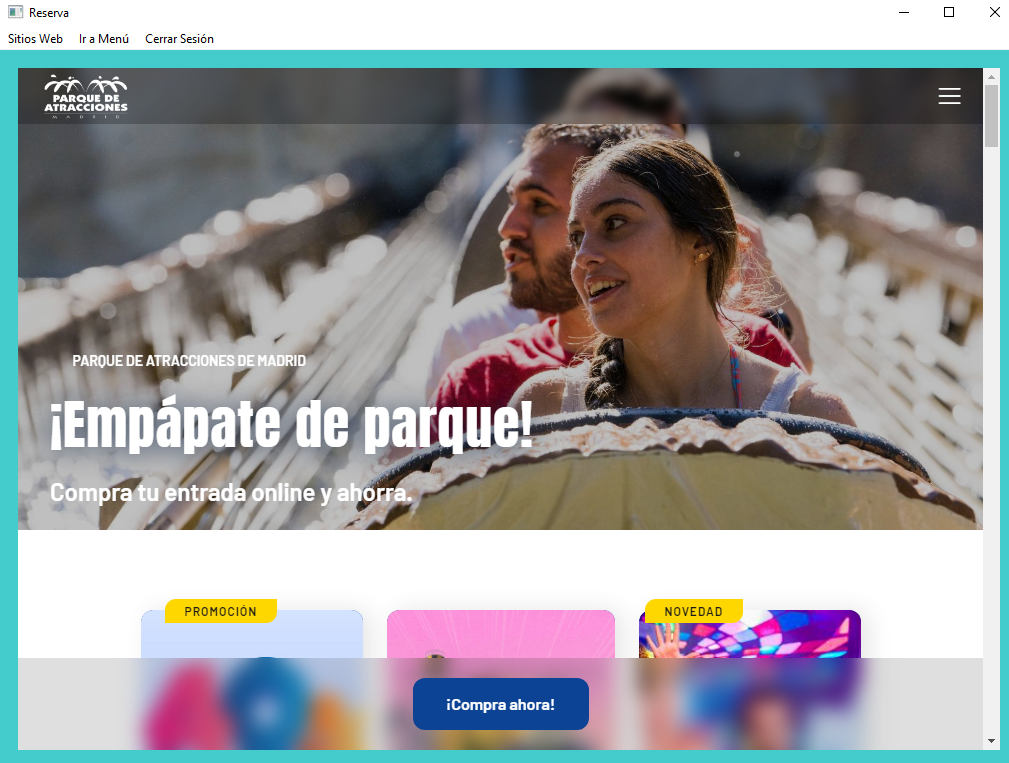 Reserva
Sitios Web Ir a Menú Cerrar Sesión
PARQUE DE
ATRACCIONES
MADRID
PARQUE DE ATRACCIONES DE MADRID
¡Empápate de parque!
Compra tu entrada online y ahorra.
PROMOCIÓN
NOVEDAD
¡Compra ahora!